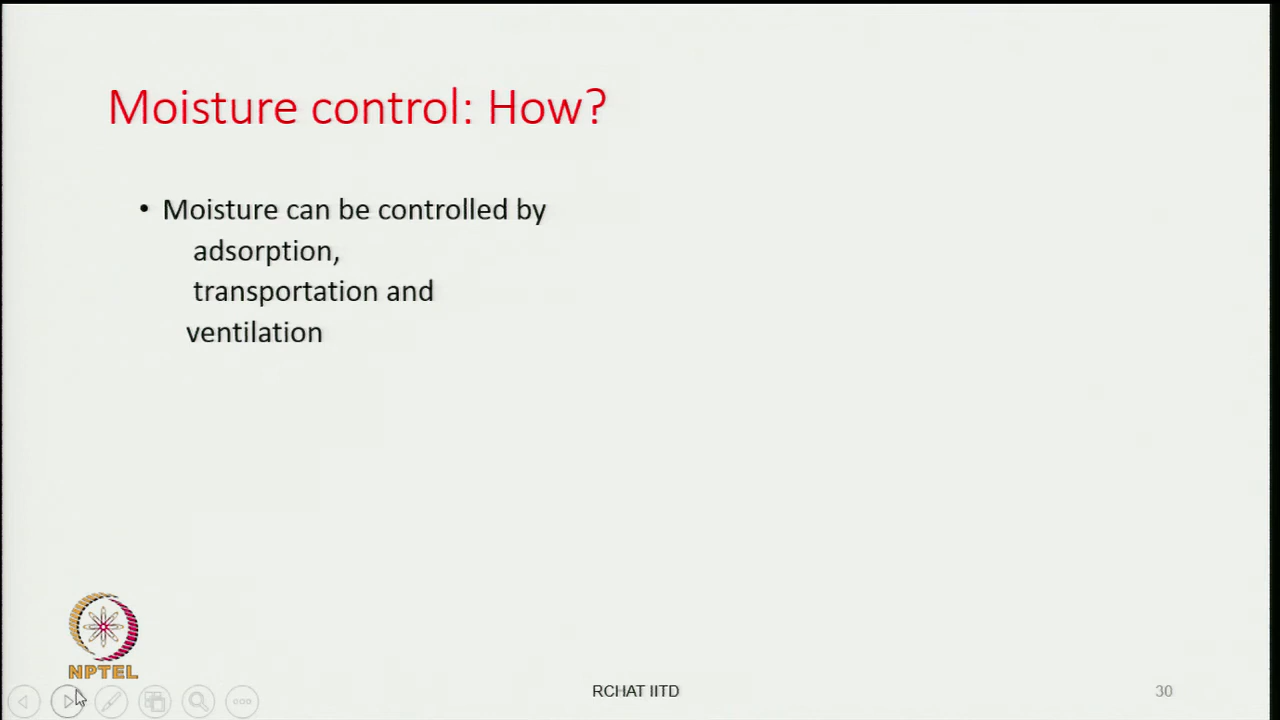 Moisture control: How?
• Moisture can be controlled by
adsorption,
transportation and
ventilation
NPTEL
RCHAT IITD
30